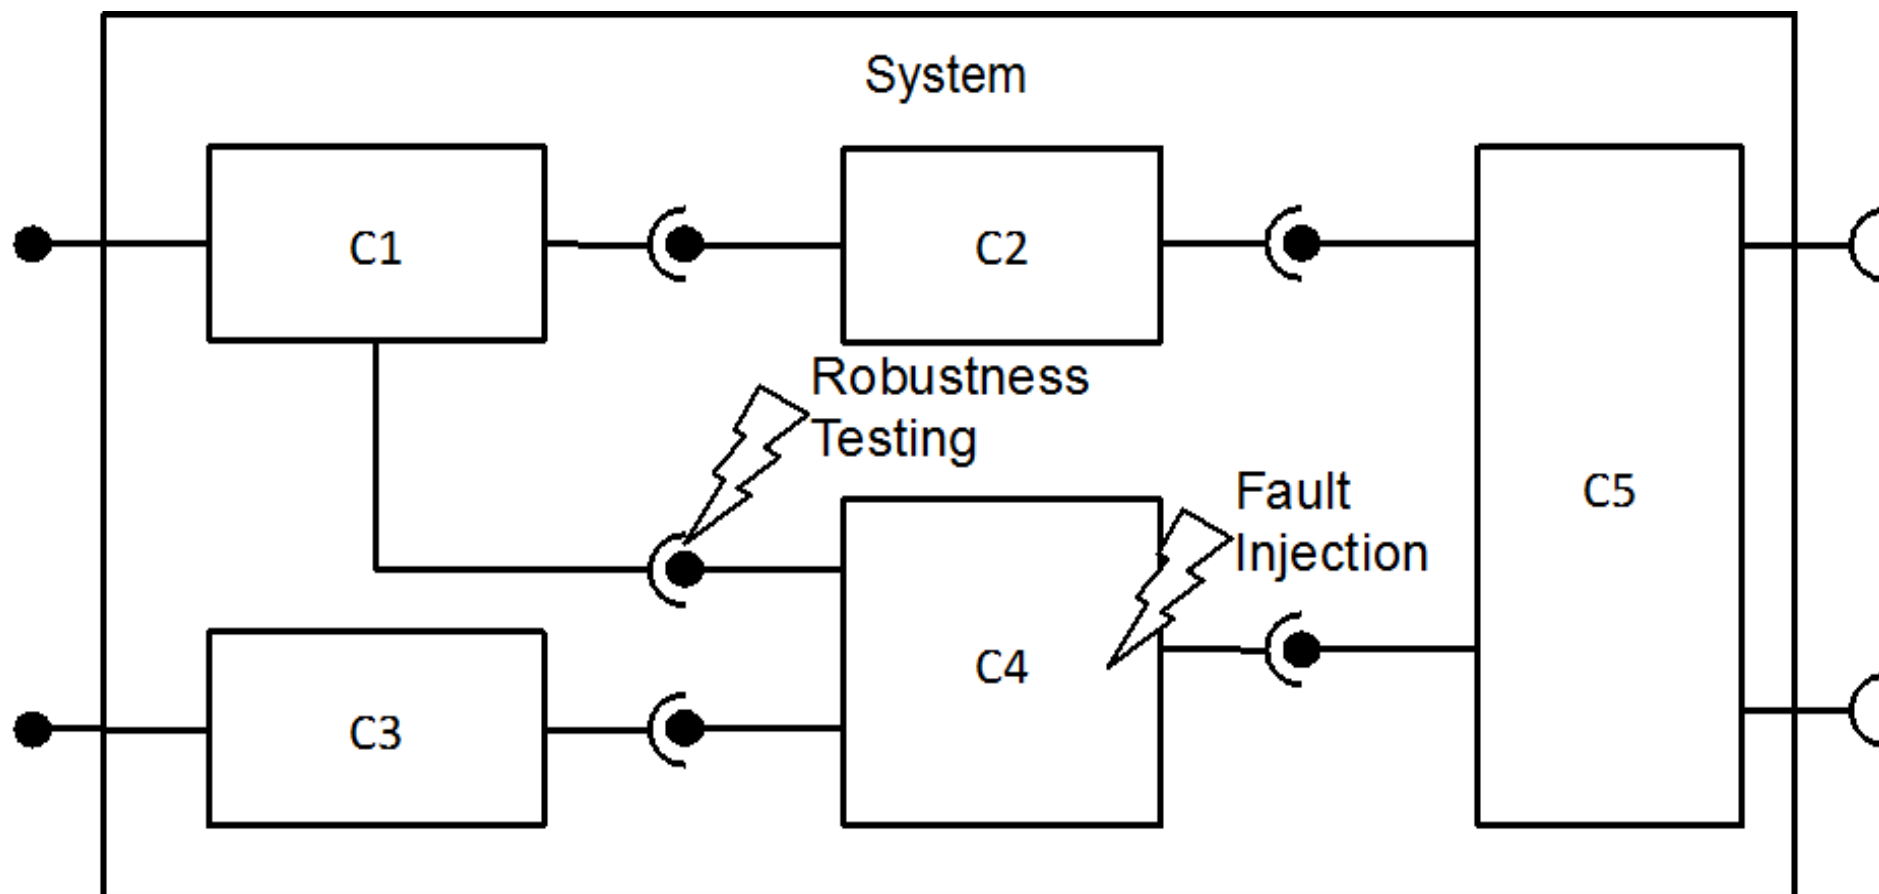 System
C1
C2
Robustness
Testing
Fault
Injection
C5
C4
C3